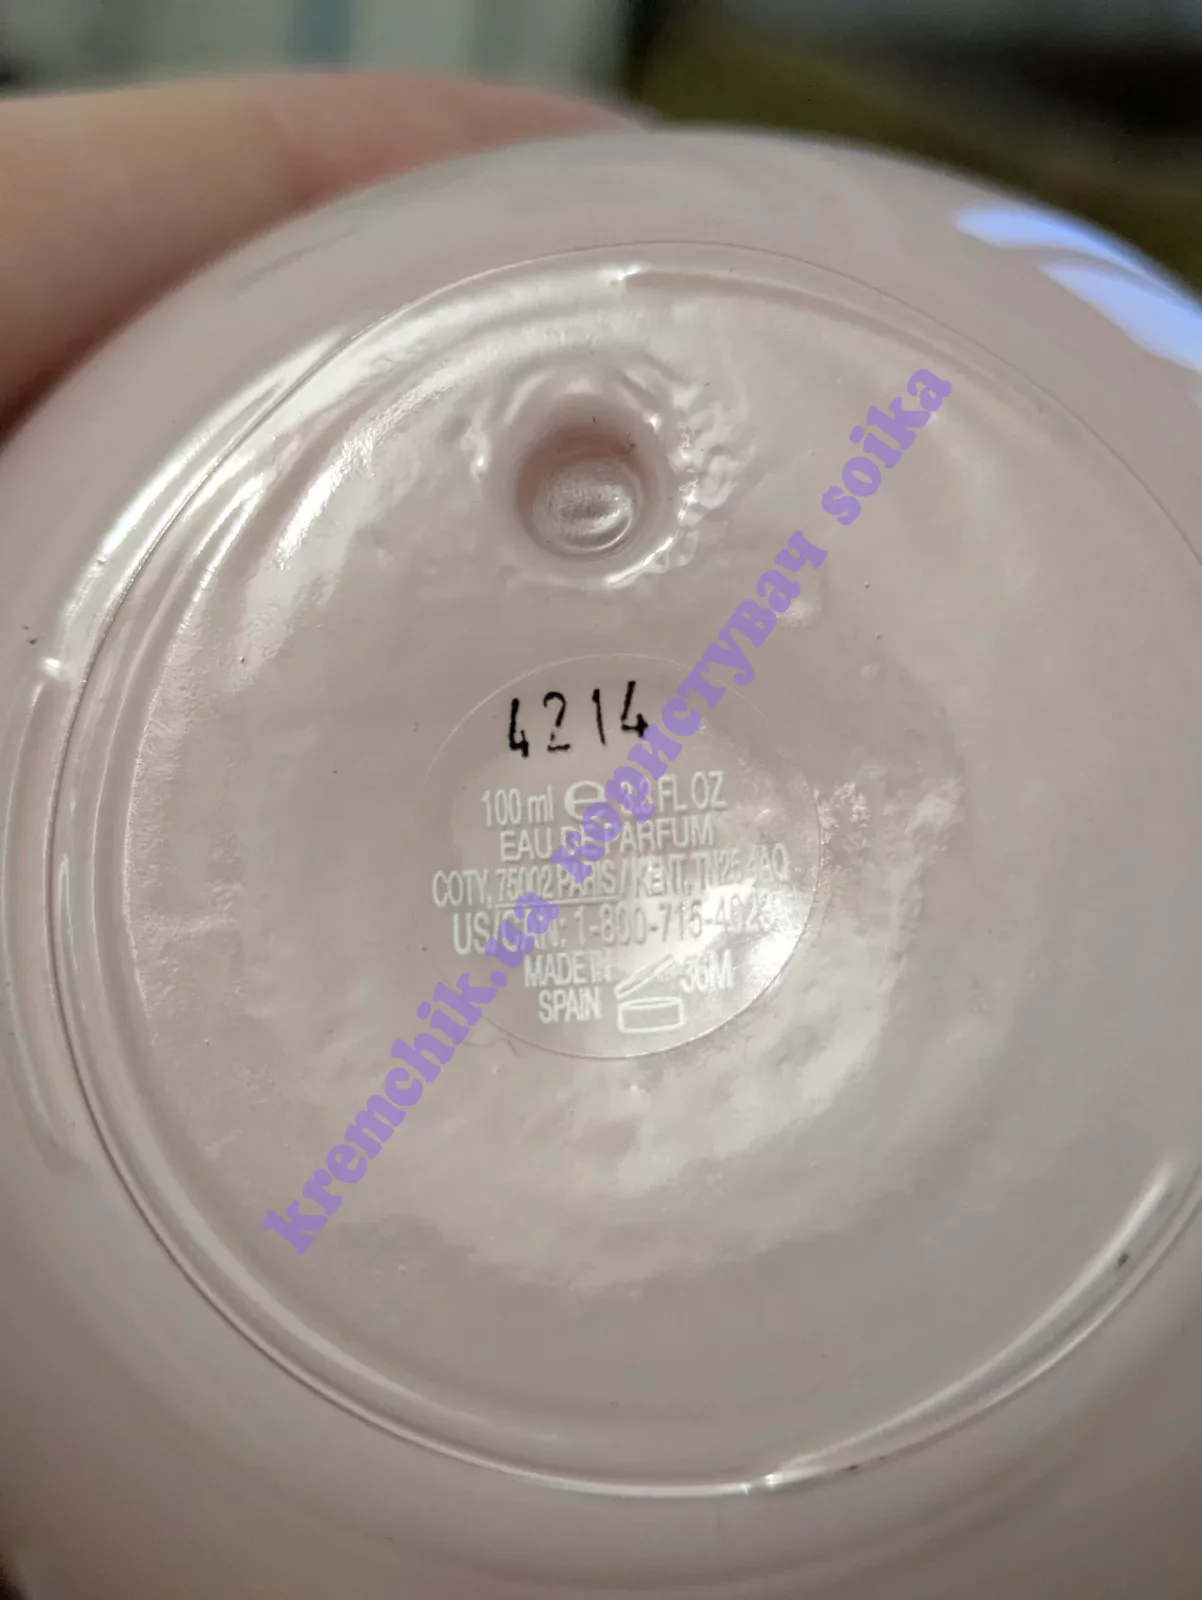 4214
100 ml e 3.3 FL OZ
EAU DE PARFUM
COTY, 75002 PARIS / KENT, TN25 4AQ
US/CAN: 1-800-715-4023
MADE IN
SPAIN
36M
kremchik.ua користувач soika